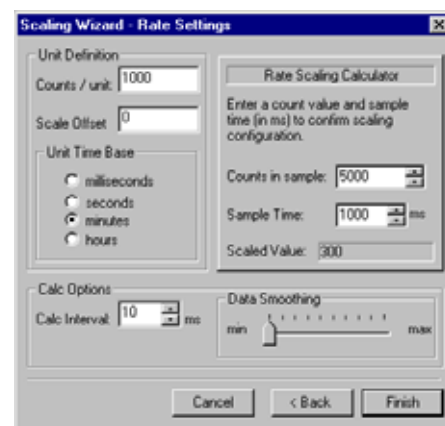 Scaling Wizard - Rate Settings
Unit Definition
Counts / unit: 1000
Scale Offset 0
Unit Time Base
milliseconds
seconds
minutes
hours
Rate Scaling Calculator
Enter a count value and sample
time (in ms) to confirm scaling
configuration.
Counts in sample: 5000
Sample Time: 1000 ms
Scaled Value: 300
Calc Options
Calc Interval: 10 ms
Data Smoothing
min max
Cancel < Back Finish